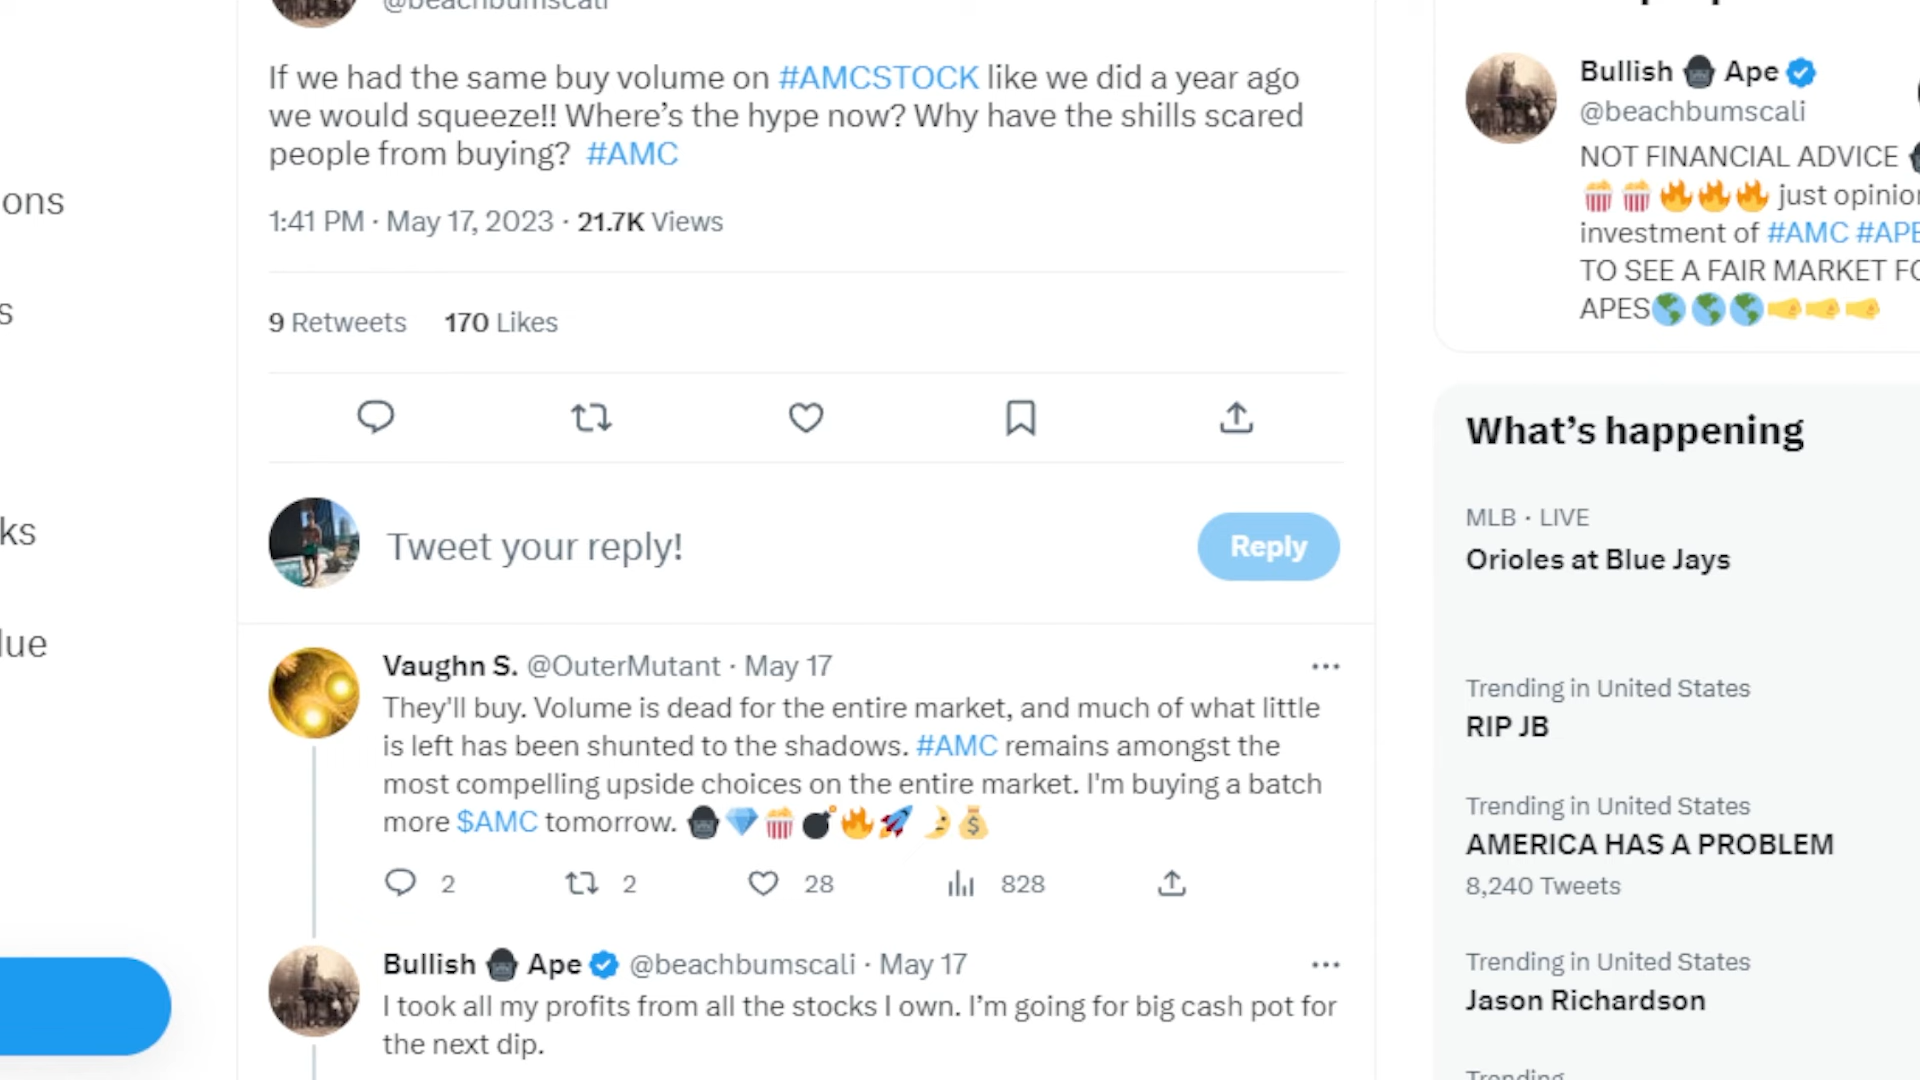 @beachbumscali
If we had the same buy volume on #AMCSTOCK like we did a year ago
we would squeeze!! Where's the hype now? Why have the shills scared
people from buying? #AMC
1:41 PM · May 17, 2023 · 21.7K Views
9 Retweets 170 Likes
Tweet your reply!
Reply
Vaughn S. @OuterMutant · May 17
They'll buy. Volume is dead for the entire market, and much of what little
is left has been shunted to the shadows. #AMC remains amongst the
most compelling upside choices on the entire market. I'm buying a batch
more $AMC tomorrow. 🦍💎🍿💣🔥🚀🌛💰
2 2 28 828
Bullish 🦍 Ape @beachbumscali · May 17
I took all my profits from all the stocks I own. I'm going for big cash pot for
the next dip.
ons
s
ks
lue
Bullish 🦍 Ape
@beachbumscali
NOT FINANCIAL ADVICE 🦍
🍿🍿🔥🔥🔥 just opinion
investment of #AMC #APE
TO SEE A FAIR MARKET FO
APES🌎🌎🌎🤛🤛🤛
What's happening
MLB · LIVE
Orioles at Blue Jays
Trending in United States
RIP JB
Trending in United States
AMERICA HAS A PROBLEM
8,240 Tweets
Trending in United States
Jason Richardson
Trending